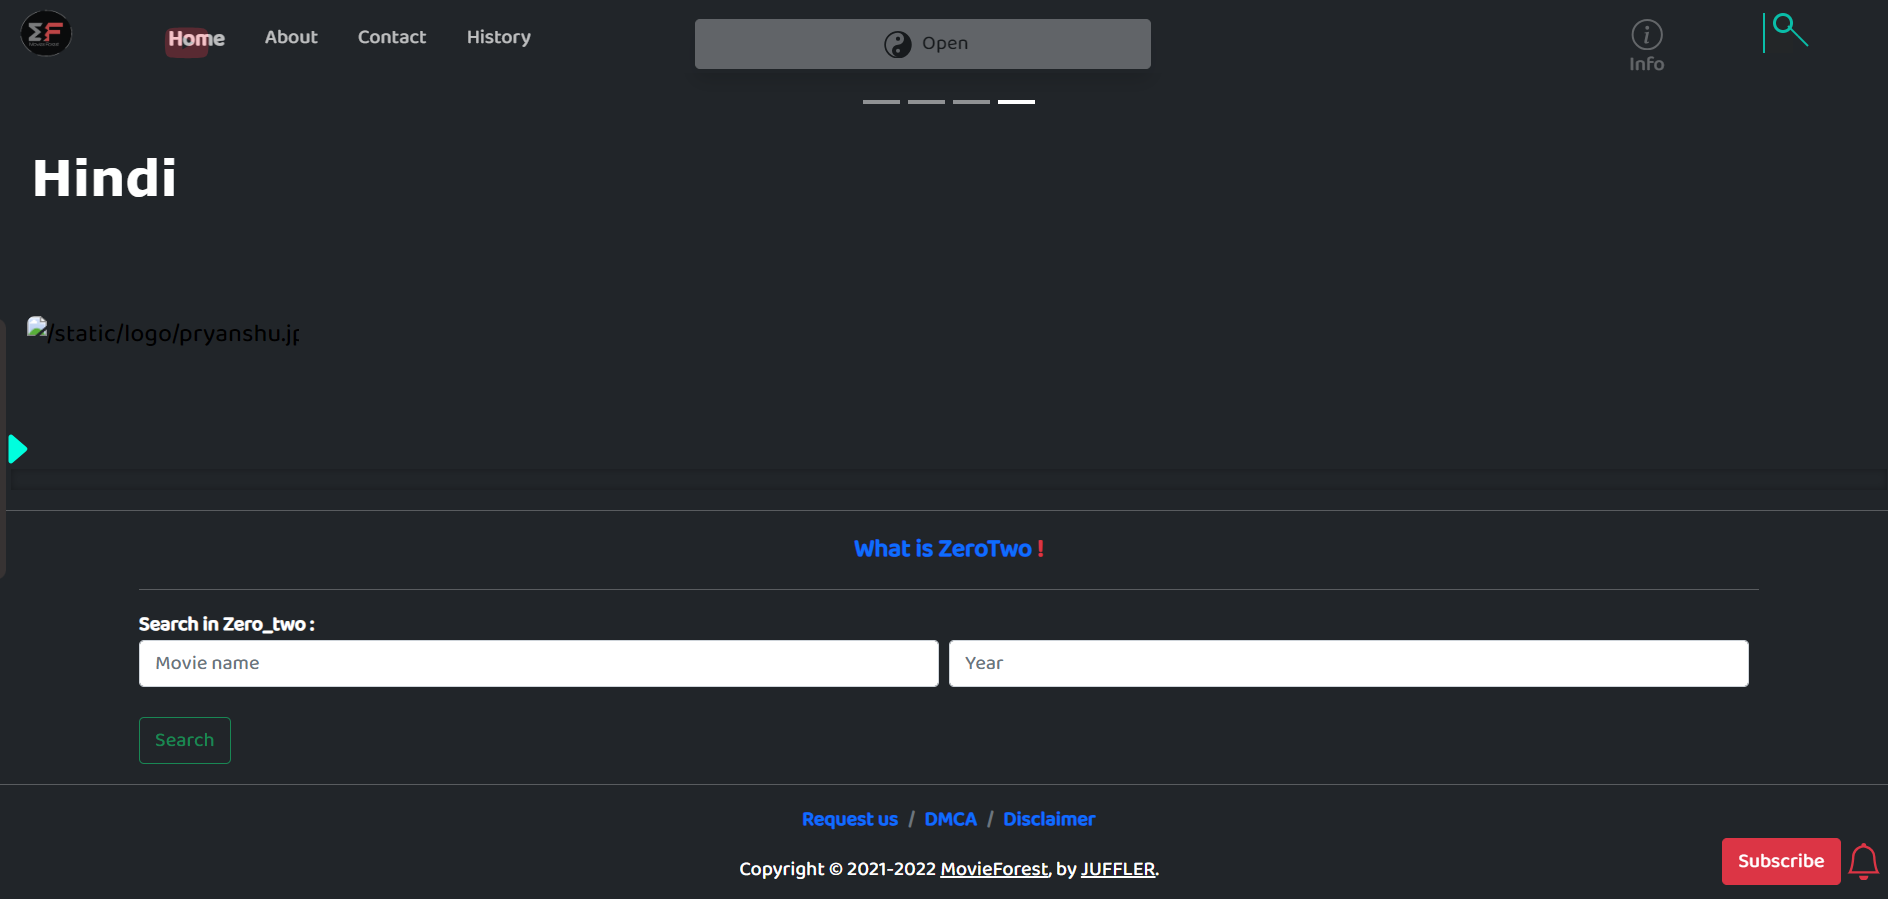 Home About Contact History
Open
Info
Hindi
/static/logo/pryanshu.jp
What is ZeroTwo !
Search in Zero_two :
Movie name Year
Search
Request us / DMCA / Disclaimer
Copyright © 2021-2022 MovieForest, by JUFFLER.
Subscribe